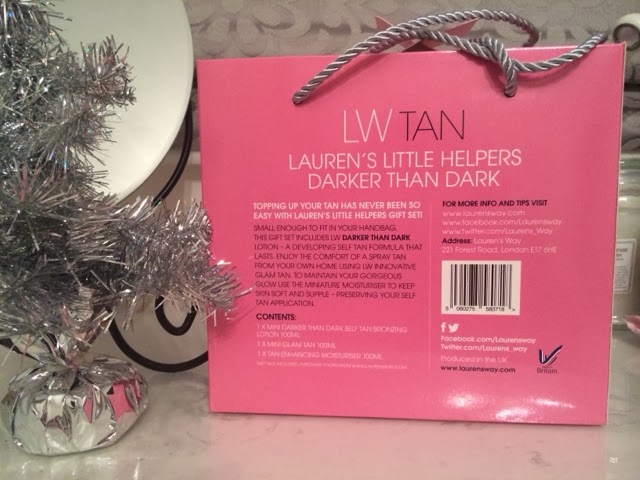 LW TAN
LAUREN'S LITTLE HELPERS
DARKER THAN DARK
TOPPING UP YOUR TAN HAS NEVER BEEN SO
EASY WITH LAUREN'S LITTLE HELPERS GIFT SET!
SMALL ENOUGH TO FIT IN YOUR HANDBAG,
THIS GIFT SET INCLUDES LW DARKER THAN DARK
LOTION – A DEVELOPING SELF TAN FORMULA THAT
LASTS. ENJOY THE COMFORT OF A SPRAY TAN
FROM YOUR OWN HOME USING LW INNOVATIVE
GLAM TAN. TO MAINTAIN YOUR GORGEOUS
GLOW USE THE MINIATURE MOISTURISER TO KEEP
SKIN SOFT AND SUPPLE – PRESERVING YOUR SELF
TAN APPLICATION.
CONTENTS:
1 X MINI DARKER THAN DARK SELF TAN BRONZING
LOTION 100ML
1 X MINI GLAM TAN 100ML
1 X TAN ENHANCING MOISTURISER 100ML
FOR MORE INFO AND TIPS VISIT
www.laurensway.com
www.facebook.com/Laurensway
www.twitter.com/Laurens_Way
Address: Lauren's Way
221 Forest Road, London E17 6HE
5 060275 580718 >
Facebook.com/Laurensway
Twitter.com/Laurens_way
Produced in the UK
www.laurensway.com
Britain